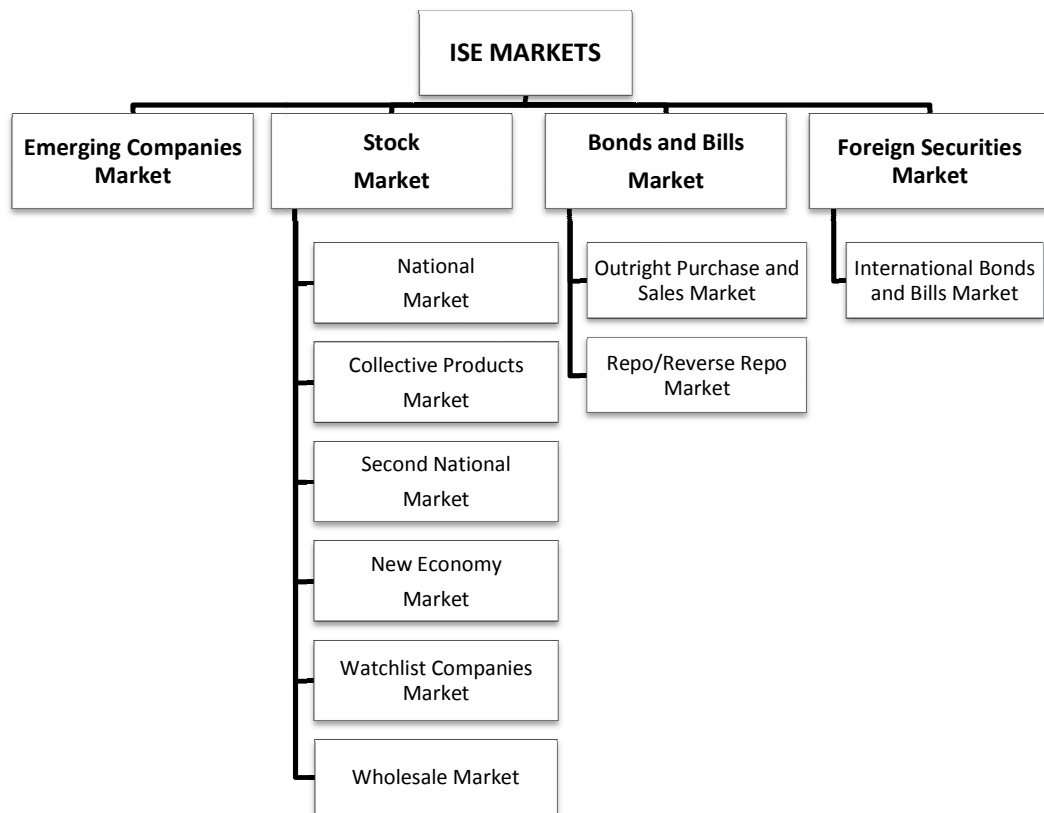 ISE MARKETS
Emerging Companies
Market
Stock
Market
Bonds and Bills
Market
Foreign Securities
Market
National
Market
Collective Products
Market
Second National
Market
New Economy
Market
Watchlist Companies
Market
Wholesale Market
Outright Purchase and
Sales Market
Repo/Reverse Repo
Market
International Bonds
and Bills Market